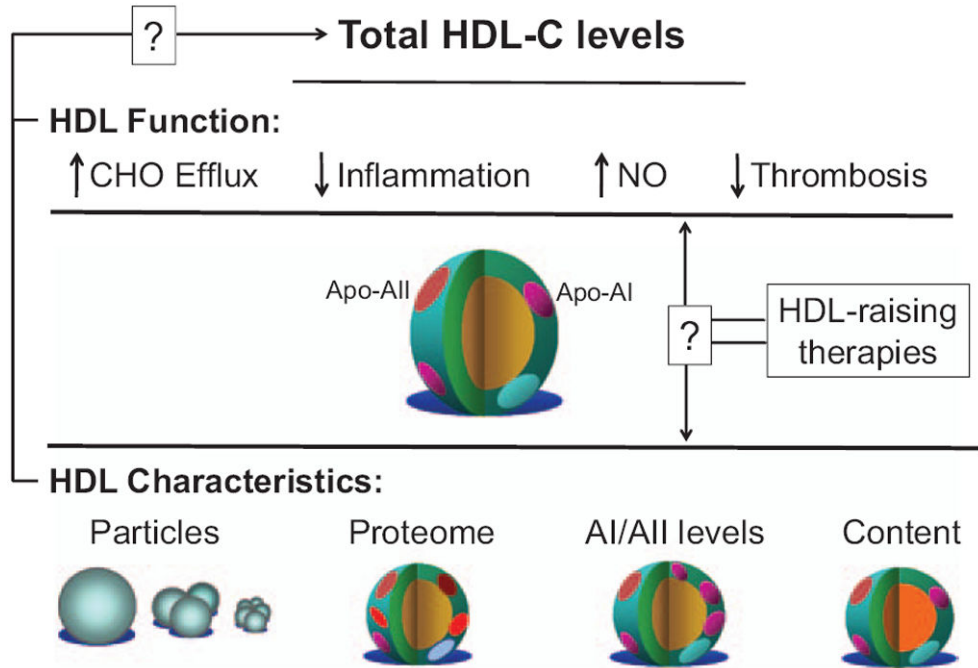 ?
Total HDL-C levels
HDL Function:
↑ CHO Efflux ↓ Inflammation ↑ NO ↓ Thrombosis
Apo-AII
Apo-AI
?
HDL-raising
therapies
HDL Characteristics:
Particles Proteome AI/AII levels Content